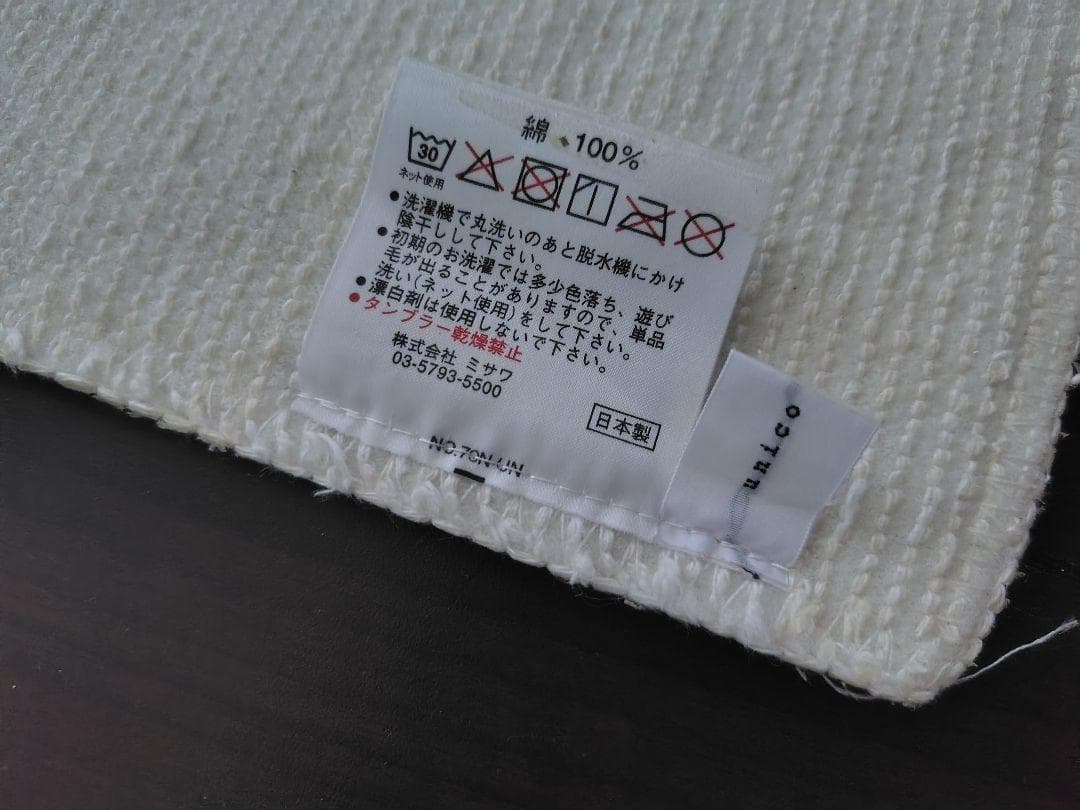 綿 100%
30
ネット使用
●洗濯機で丸洗いのあと脱水機にかけ
陰干しして下さい。
●初期のお洗濯では多少色落ち、遊び
毛が出ることがありますので、単品
洗い(ネット使用)をして下さい。
●漂白剤は使用しないで下さい。
●タンブラー乾燥禁止
株式会社 ミサワ
03-5793-5500
日本製
NO.70N-UN
unico